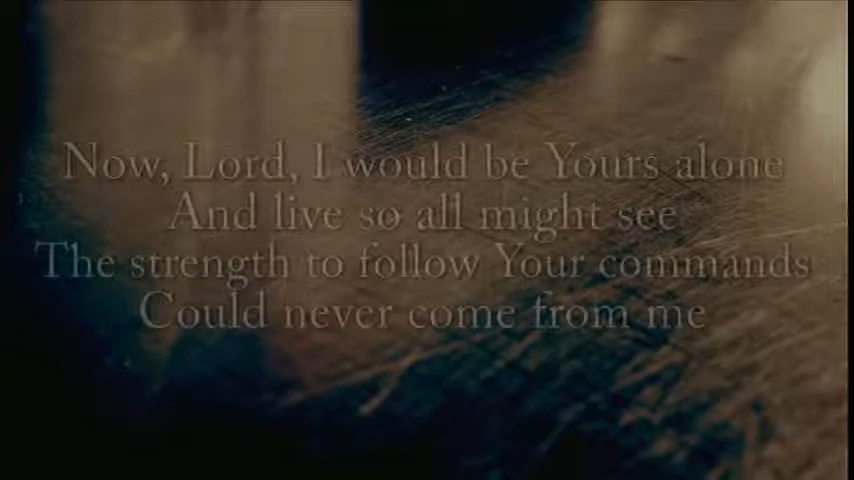 Now, Lord, I would be Yours alone
And live so all might see
The strength to follow Your commands
Could never come from me